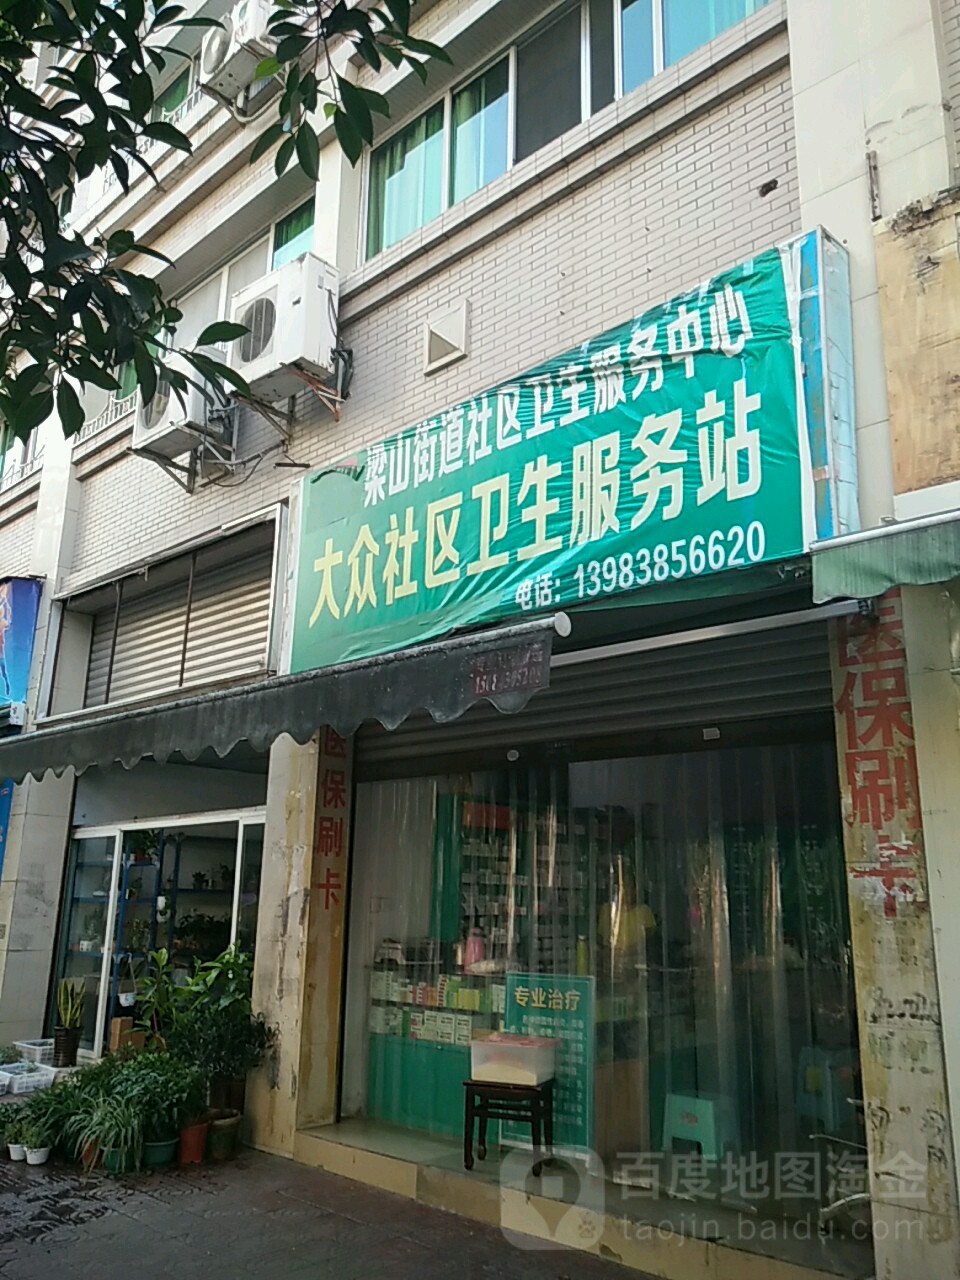 梁山街道社区卫生服务中心
大众社区卫生服务站
电话：13983856620
医保刷卡
医保刷卡
专业治疗
百度地图淘金
taojin.baidu.com